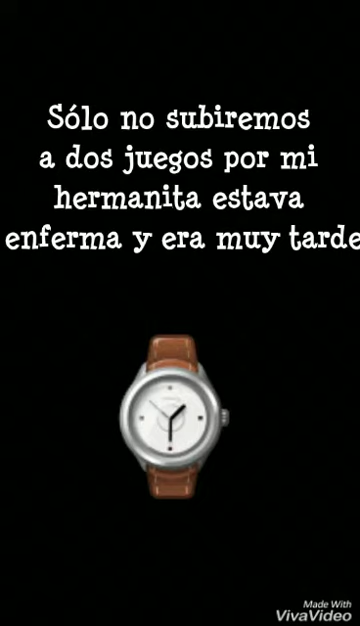 Sólo no subiremos
a dos juegos por mi
hermanita estava
enferma y era muy tarde
Made With
VivaVideo